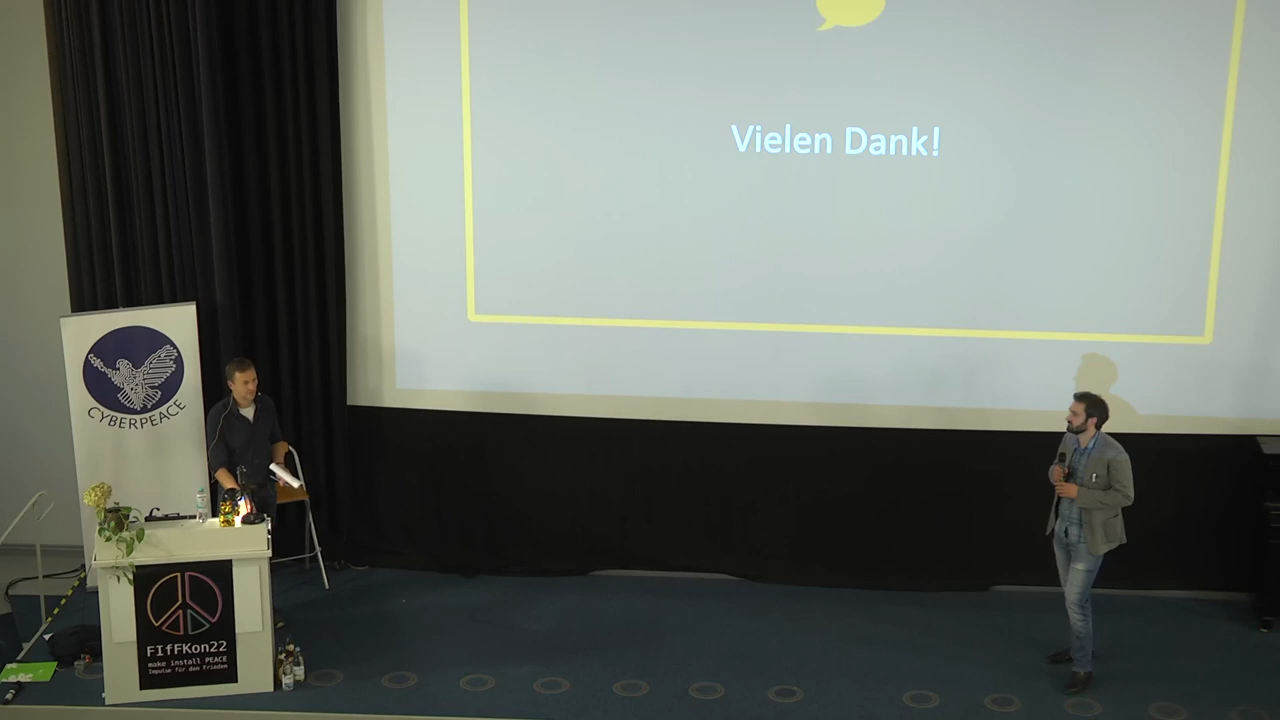 Vielen Dank!
CYBERPEACE
FIfFKon22
make install PEACE
Impulse für den Frieden